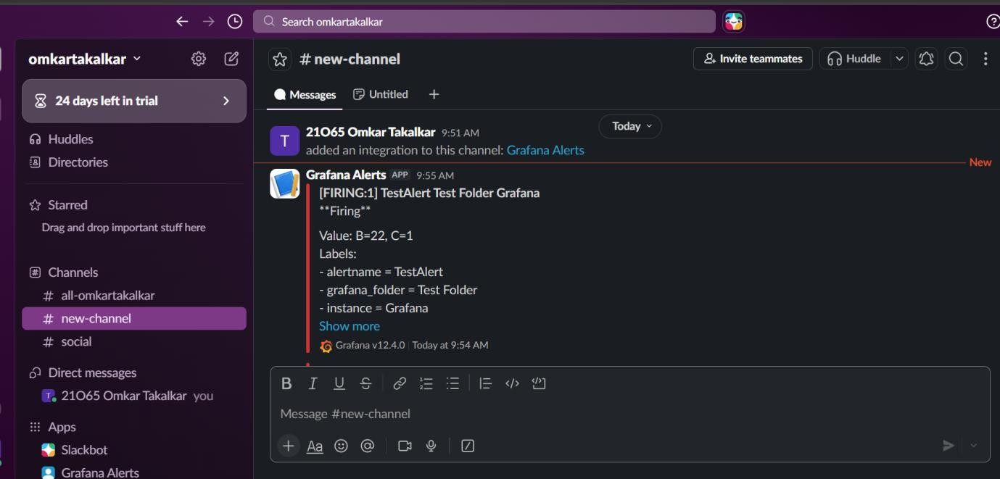 Search omkartakalkar
omkartakalkar
24 days left in trial
Huddles
Directories
Starred
Drag and drop important stuff here
Channels
# all-omkartakalkar
# new-channel
# social
Direct messages
T 21O65 Omkar Takalkar you
Apps
Slackbot
Grafana Alerts
# new-channel
Invite teammates
Huddle
Messages
Untitled
Today
T
21O65 Omkar Takalkar 9:51 AM
added an integration to this channel: Grafana Alerts
New
Grafana Alerts APP 9:55 AM
[FIRING:1] TestAlert Test Folder Grafana
**Firing**
Value: B=22, C=1
Labels:
- alertname = TestAlert
- grafana_folder = Test Folder
- instance = Grafana
Show more
Grafana v12.4.0 | Today at 9:54 AM
B I U S
Message #new-channel
Aa